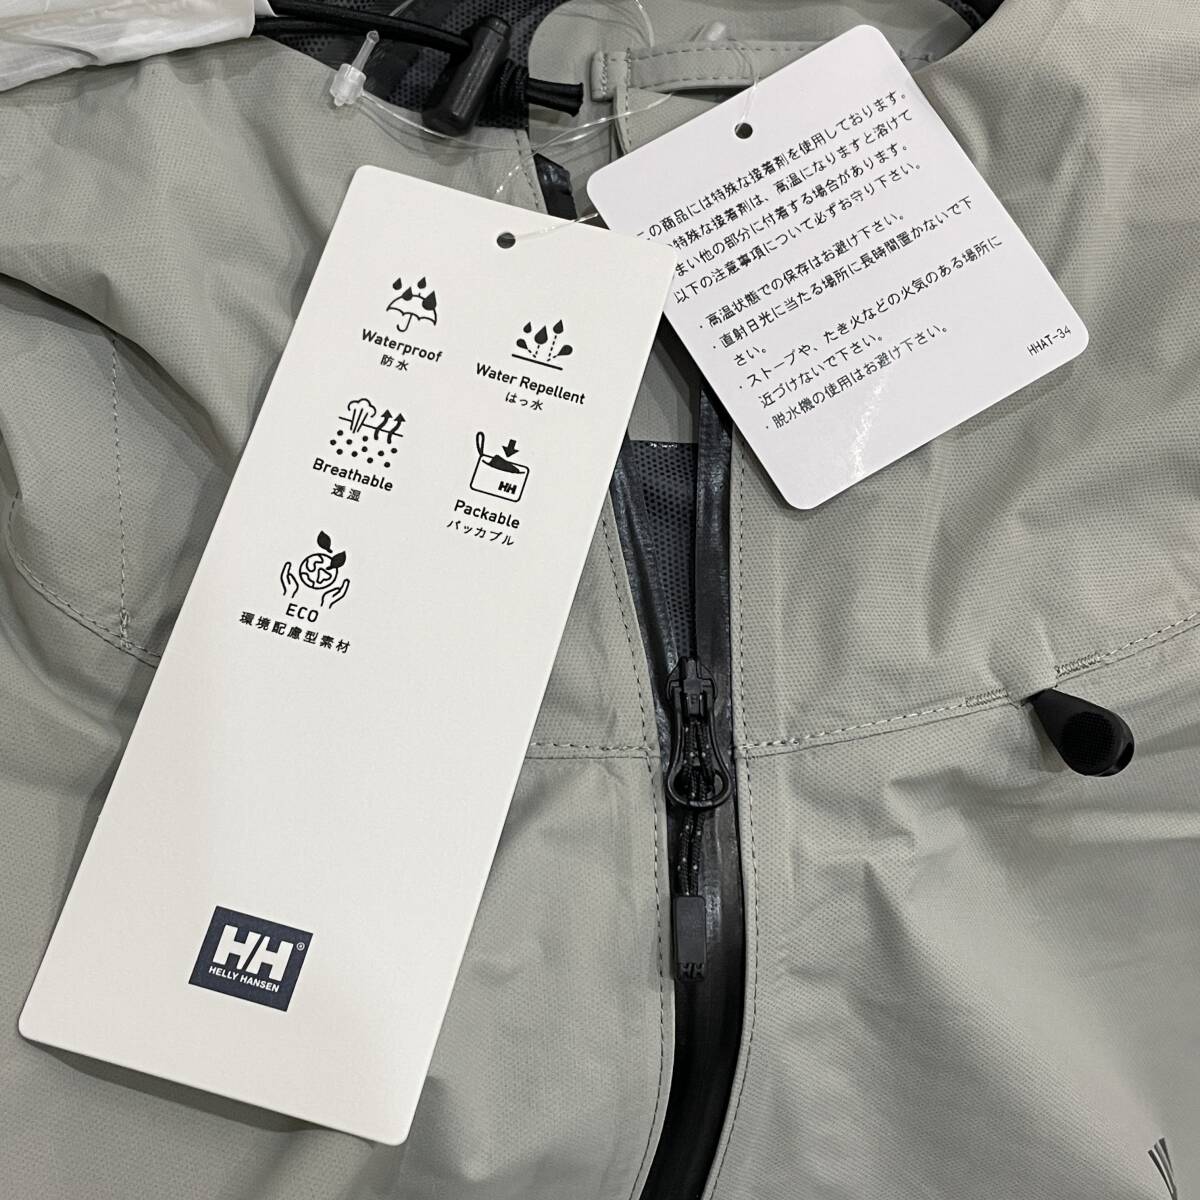 Waterproof
防水
Water Repellent
はっ水
Breathable
透湿
HH
Packable
パッカブル
ECO
環境配慮型素材
HH®
HELLY HANSEN
この商品には特殊な接着剤を使用しております。
特殊な接着剤は、高温になりますと溶けて
まい他の部分に付着する場合があります。
以下の注意事項について必ずお守り下さい。
・高温状態での保存はお避け下さい。
・直射日光に当たる場所に長時間置かないで下
さい。
・ストーブや、たき火などの火気のある場所に
近づけないで下さい。
・脱水機の使用はお避け下さい。
HHAT-34
HH